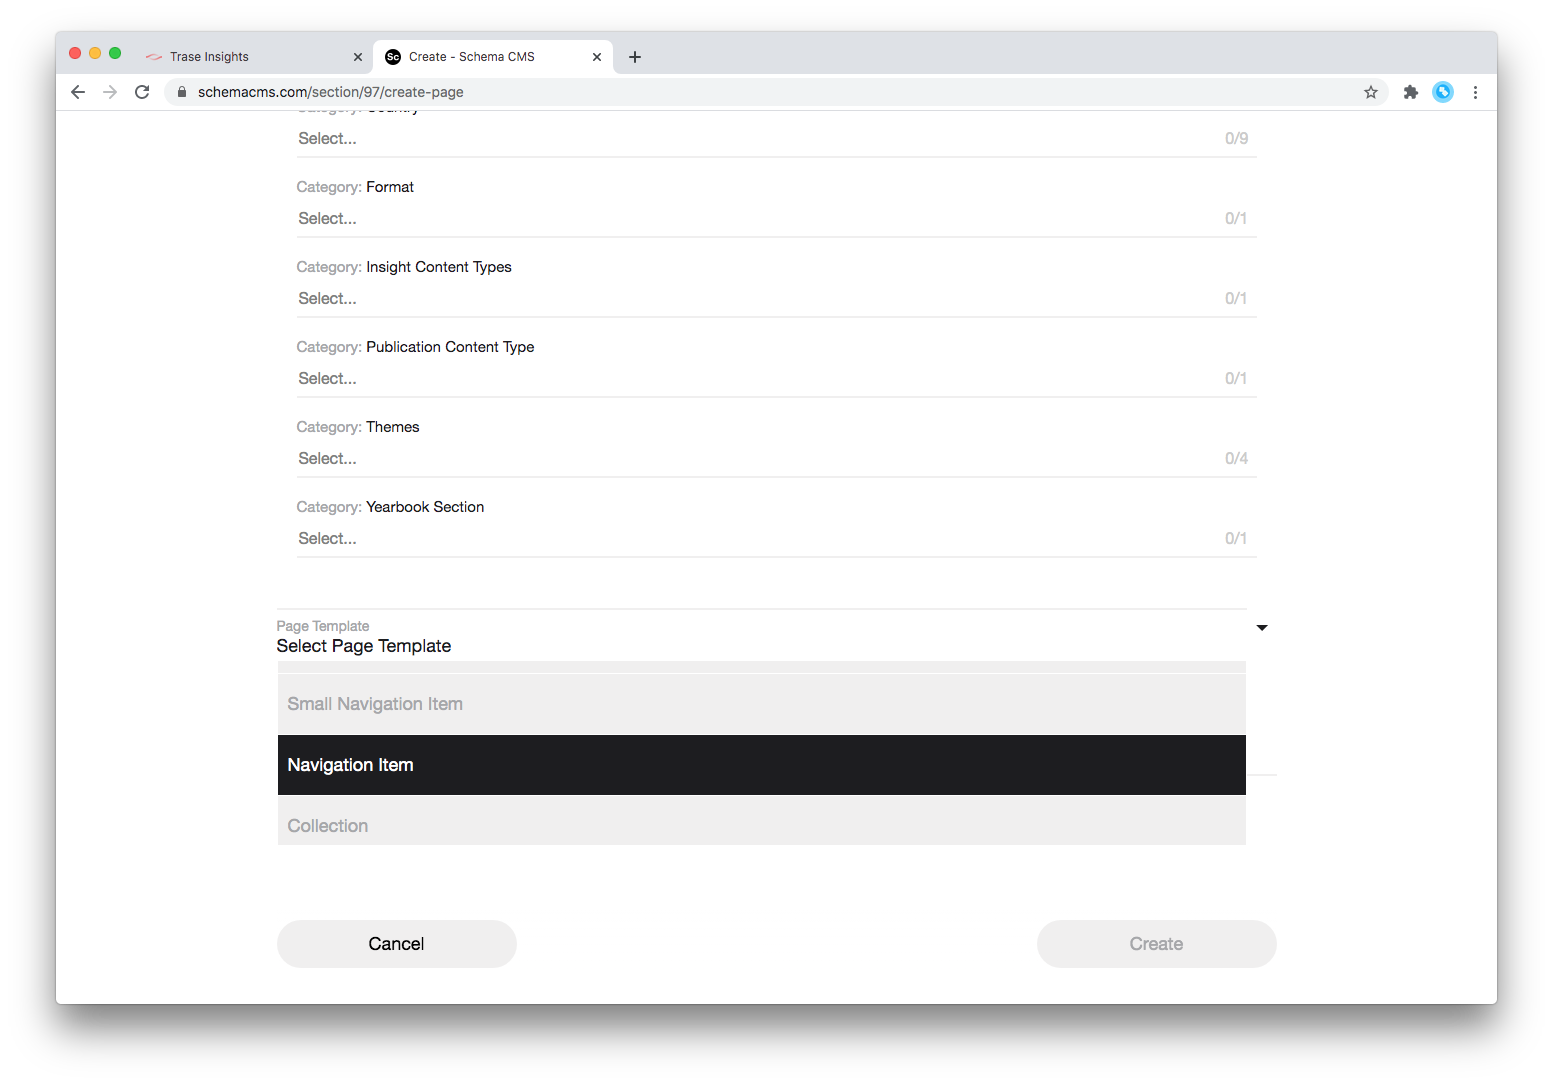 Trase Insights
Sc Create - Schema CMS
schemacms.com/section/97/create-page
Category: Country
Select... 0/9
Category: Format
Select... 0/1
Category: Insight Content Types
Select... 0/1
Category: Publication Content Type
Select... 0/1
Category: Themes
Select... 0/4
Category: Yearbook Section
Select... 0/1
Page Template
Select Page Template
Small Navigation Item
Navigation Item
Collection
Cancel Create